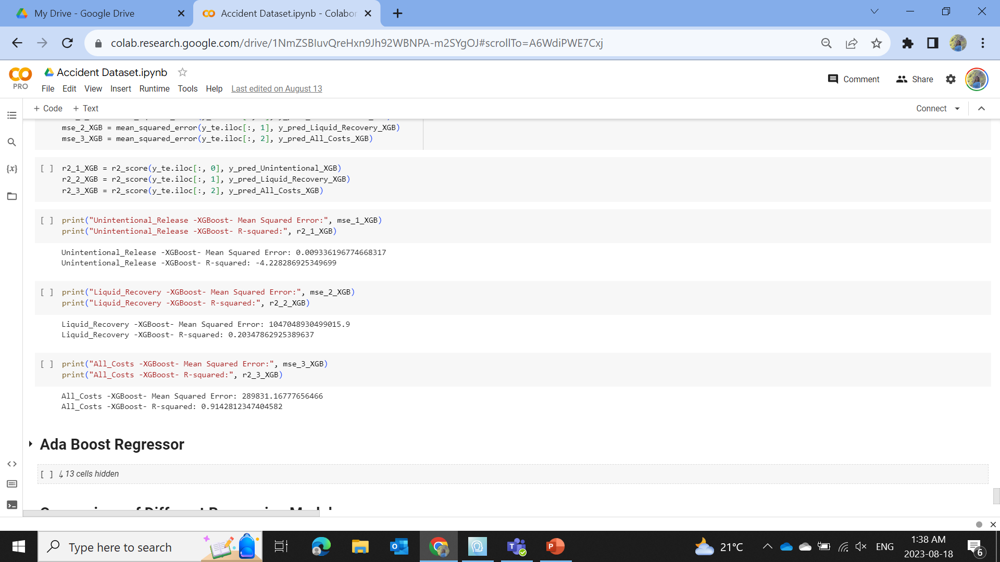 My Drive - Google Drive
Accident Dataset.ipynb - Colabor
colab.research.google.com/drive/1NmZSBIuvQreHxn9Jh92WBNPA-m2SYgOJ#scrollTo=A6WdiPWE7Cxj
PRO
Accident Dataset.ipynb
File Edit View Insert Runtime Tools Help Last edited on August 13
Comment
Share
+ Code + Text
Connect
mse_2_XGB = mean_squared_error(y_te.iloc[:, 1], y_pred_Liquid_Recovery_XGB)
mse_3_XGB = mean_squared_error(y_te.iloc[:, 2], y_pred_All_Costs_XGB)
[ ] r2_1_XGB = r2_score(y_te.iloc[:, 0], y_pred_Unintentional_XGB)
r2_2_XGB = r2_score(y_te.iloc[:, 1], y_pred_Liquid_Recovery_XGB)
r2_3_XGB = r2_score(y_te.iloc[:, 2], y_pred_All_Costs_XGB)
[ ] print("Unintentional_Release -XGBoost- Mean Squared Error:", mse_1_XGB)
print("Unintentional_Release -XGBoost- R-squared:", r2_1_XGB)
Unintentional_Release -XGBoost- Mean Squared Error: 0.009336196774668317
Unintentional_Release -XGBoost- R-squared: -4.228286925349699
[ ] print("Liquid_Recovery -XGBoost- Mean Squared Error:", mse_2_XGB)
print("Liquid_Recovery -XGBoost- R-squared:", r2_2_XGB)
Liquid_Recovery -XGBoost- Mean Squared Error: 1047048930499015.9
Liquid_Recovery -XGBoost- R-squared: 0.20347862925389637
[ ] print("All_Costs -XGBoost- Mean Squared Error:", mse_3_XGB)
print("All_Costs -XGBoost- R-squared:", r2_3_XGB)
All_Costs -XGBoost- Mean Squared Error: 289831.16777656466
All_Costs -XGBoost- R-squared: 0.9142812347404582
Ada Boost Regressor
[ ] ↳ 13 cells hidden
Type here to search
21°C
ENG
1:38 AM
2023-08-18
6